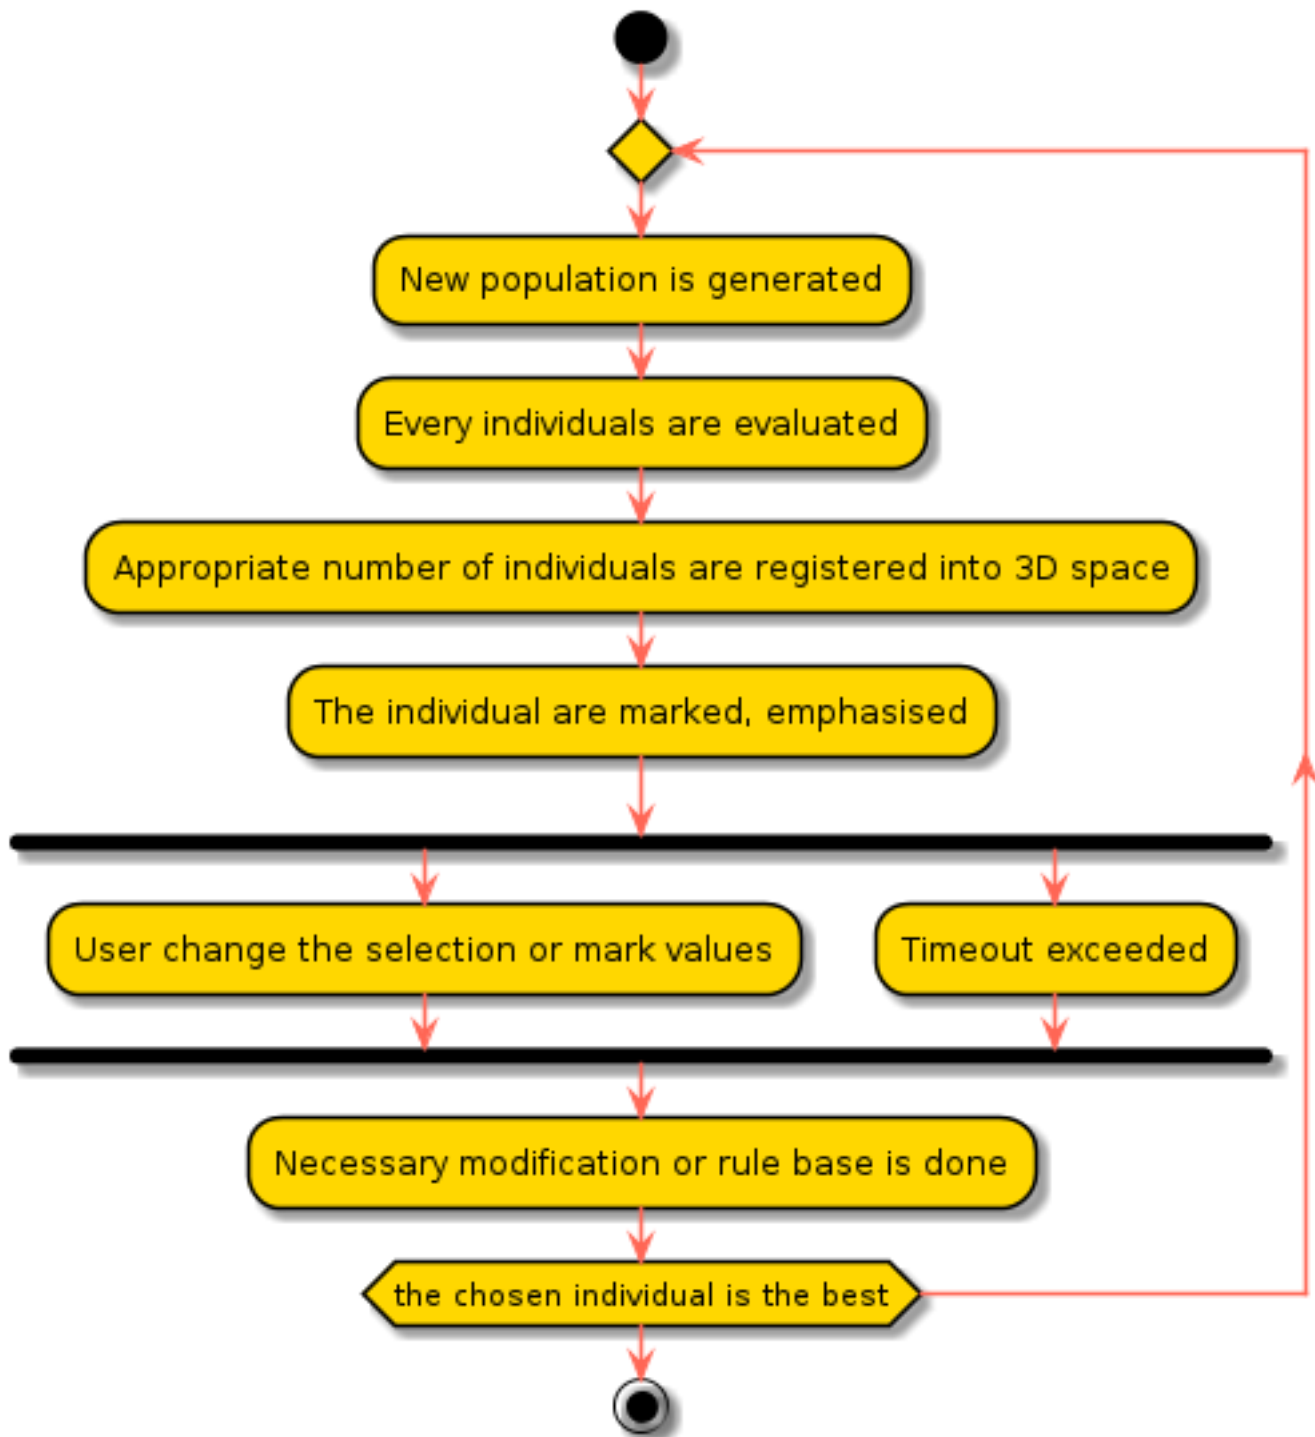 New population is generated
Every individuals are evaluated
Appropriate number of individuals are registered into 3D space
The individual are marked, emphasised
User change the selection or mark values
Timeout exceeded
Necessary modification or rule base is done
the chosen individual is the best